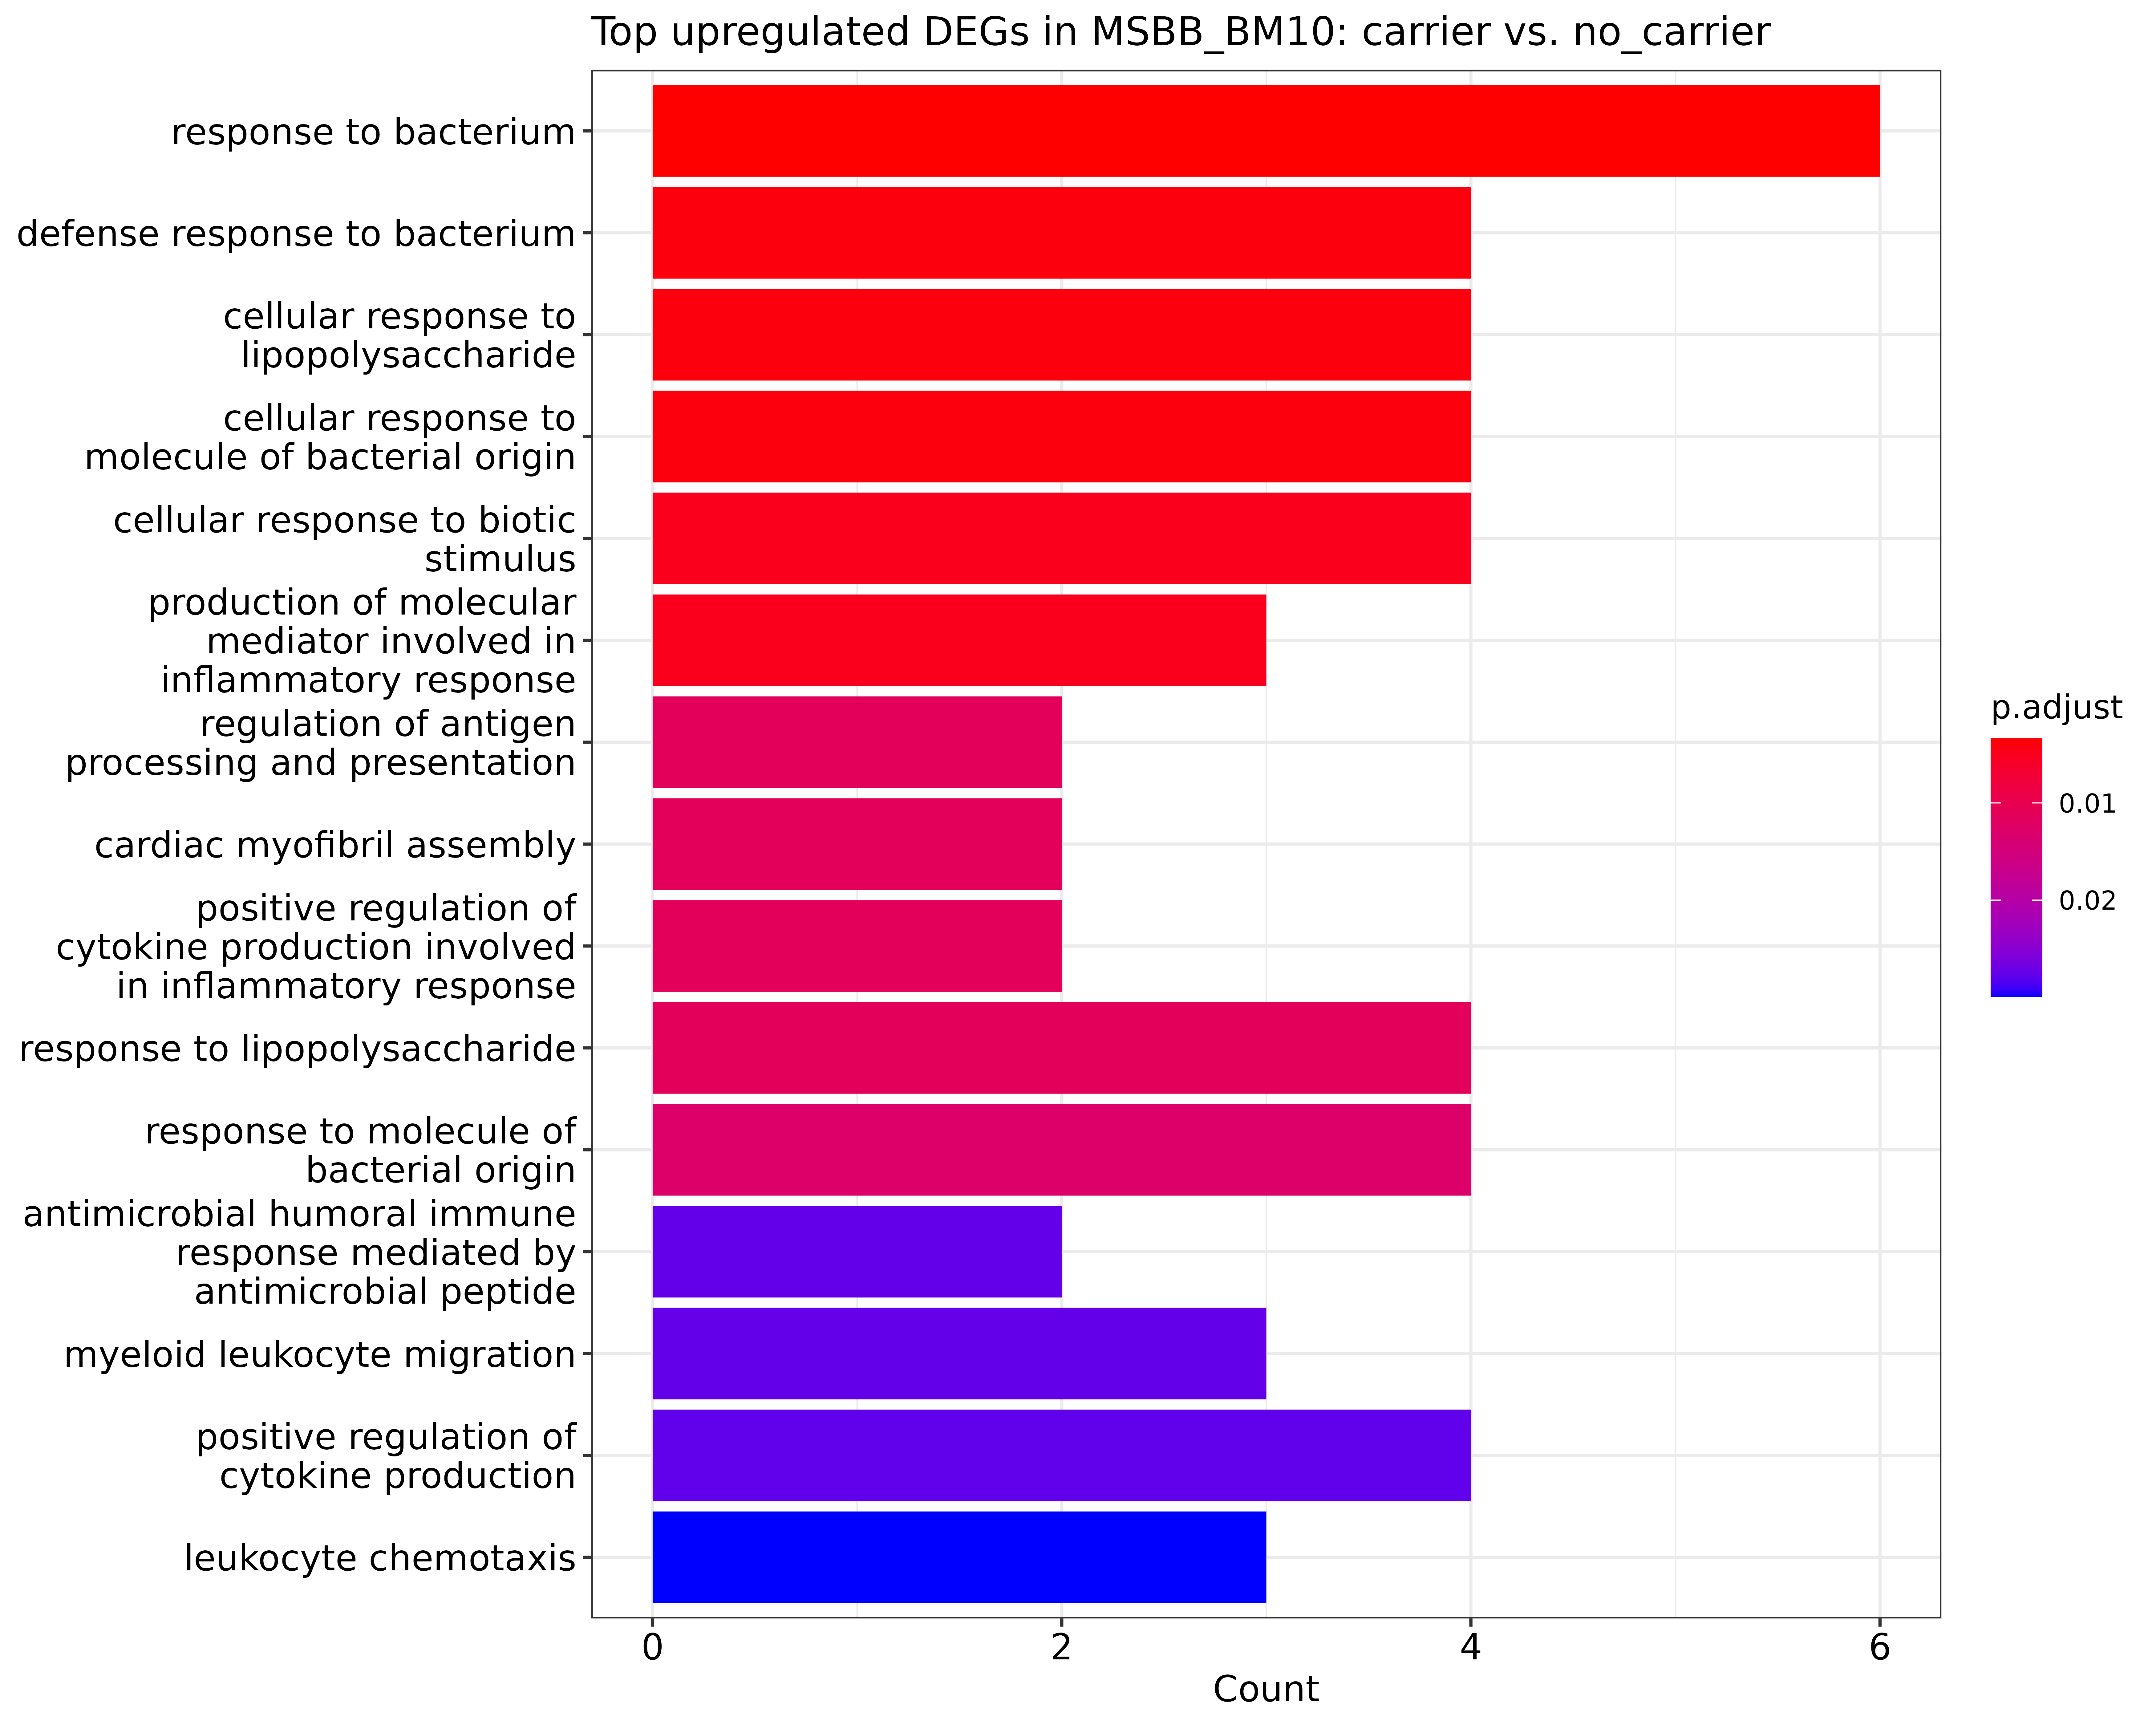 Top upregulated DEGs in MSBB_BM10: carrier vs. no_carrier
response to bacterium
defense response to bacterium
cellular response to
lipopolysaccharide
cellular response to
molecule of bacterial origin
cellular response to biotic
stimulus
production of molecular
mediator involved in
inflammatory response
regulation of antigen
processing and presentation
cardiac myofibril assembly
positive regulation of
cytokine production involved
in inflammatory response
response to lipopolysaccharide
response to molecule of
bacterial origin
antimicrobial humoral immune
response mediated by
antimicrobial peptide
myeloid leukocyte migration
positive regulation of
cytokine production
leukocyte chemotaxis
0 2 4 6
Count
p.adjust
0.01
0.02